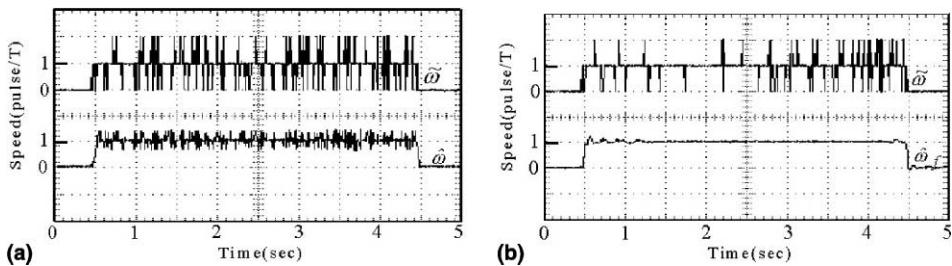 Speed(pulse/T)
1
0
1
0
ω̃
ω̂
0 1 2 3 4 5
Time(sec)
(a)
Speed(pulse/T)
1
0
1
0
ω̃
ω̂f
0 1 2 3 4 5
Time(sec)
(b)